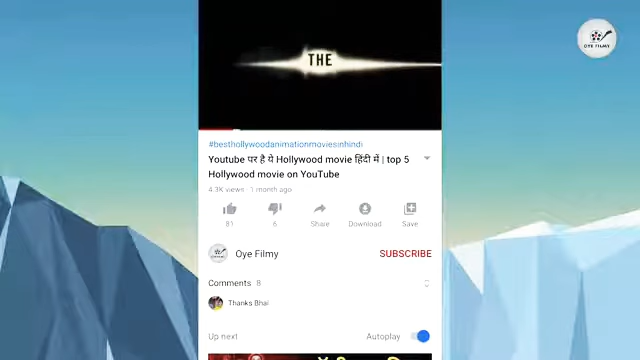 THE
OYE FILMY
#besthollywoodanimationmoviesinhindi
Youtube पर है ये Hollywood movie हिंदी में | top 5
Hollywood movie on YouTube
4.3K views · 1 month ago
81
6
Share
Download
Save
Oye Filmy
SUBSCRIBE
Comments 8
Thanks Bhai
Up next
Autoplay